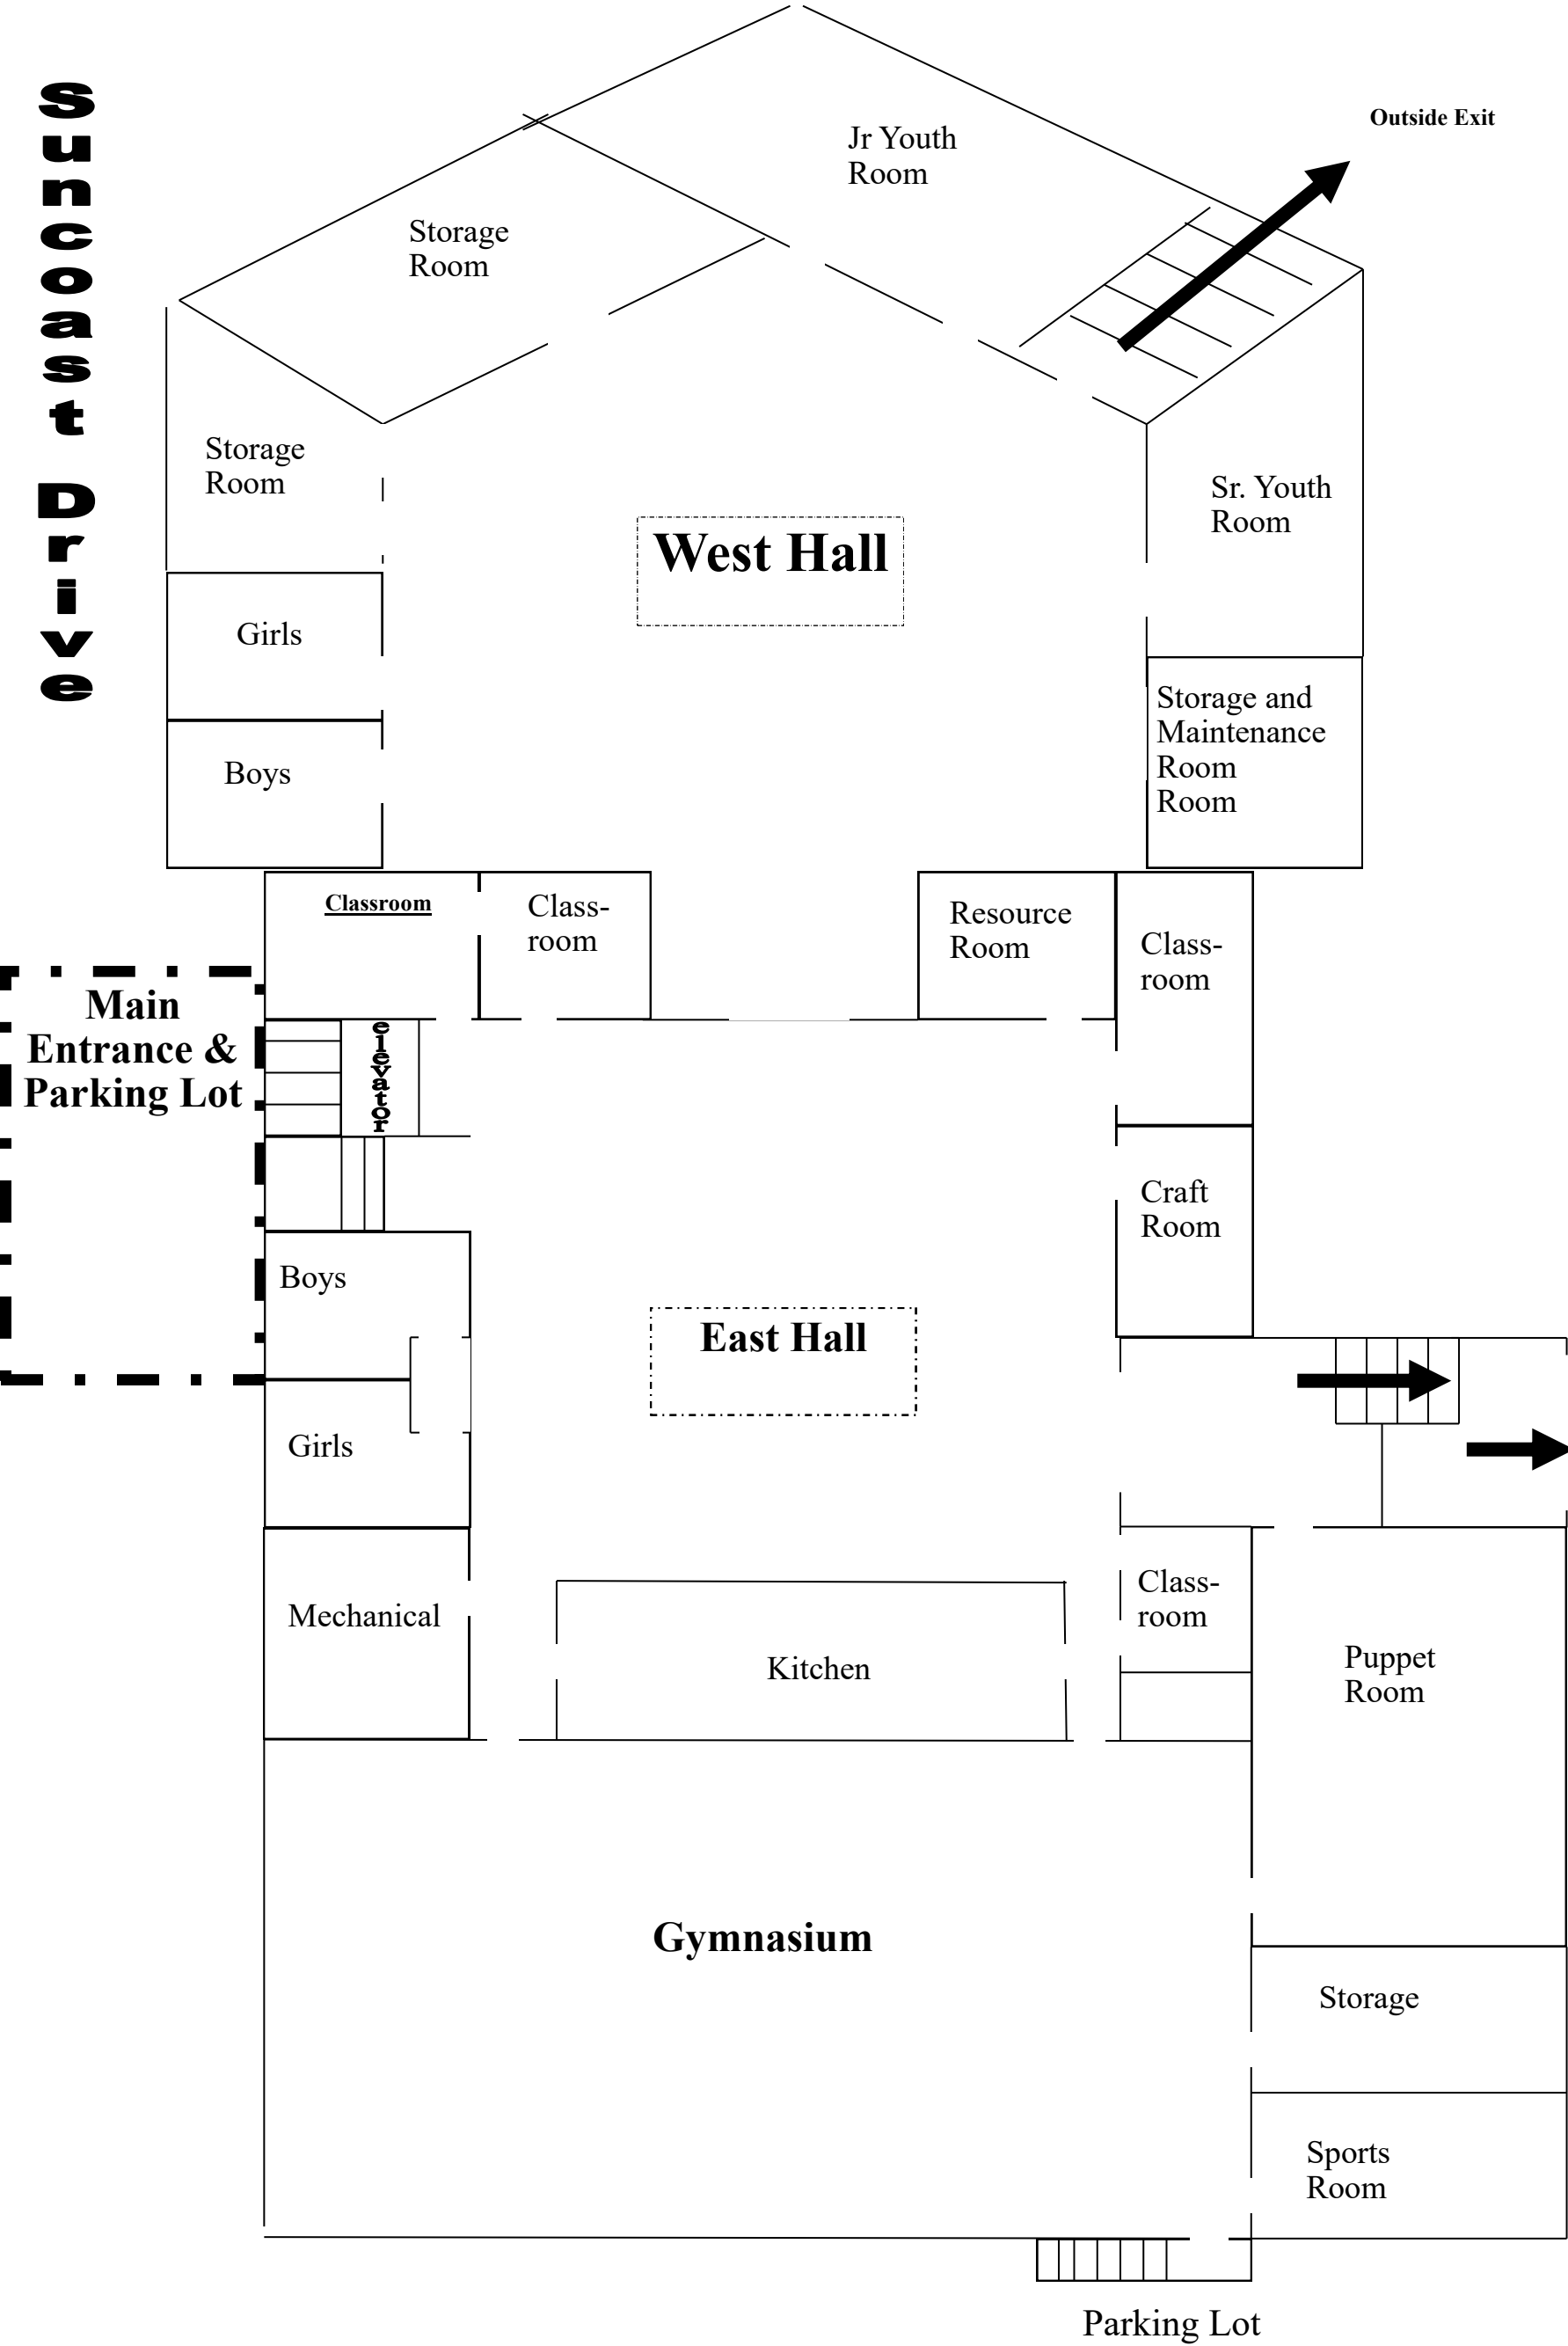 Suncoast Drive
Outside Exit
Jr Youth
Room
Storage
Room
Storage
Room
West Hall
Sr. Youth
Room
Girls
Storage and
Maintenance
Room
Room
Boys
Classroom
Class-
room
Resource
Room
Class-
room
Main
Entrance &
Parking Lot
elevator
Craft
Room
Boys
East Hall
Girls
Mechanical
Kitchen
Class-
room
Puppet
Room
Gymnasium
Storage
Sports
Room
Parking Lot